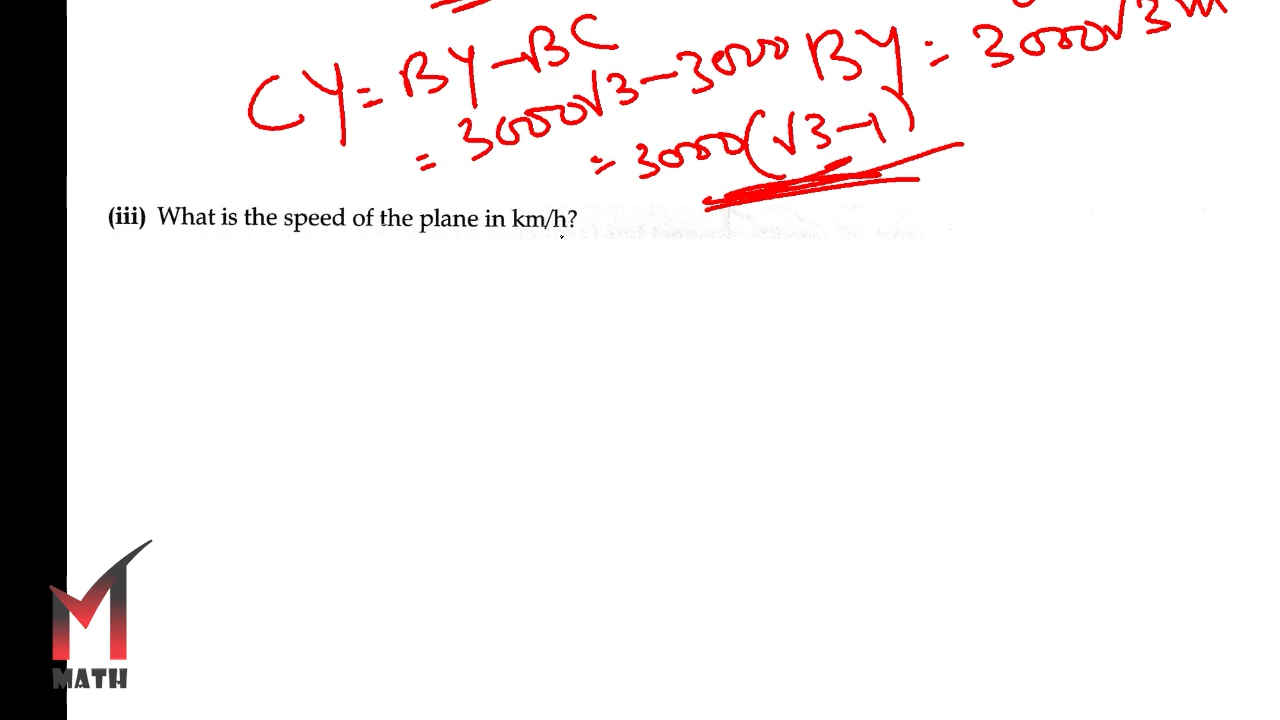 CY = BY - BC
= 3000√3 - 3000 BY = 3000√3 m
= 3000(√3-1)
(iii) What is the speed of the plane in km/h?
M
MATH